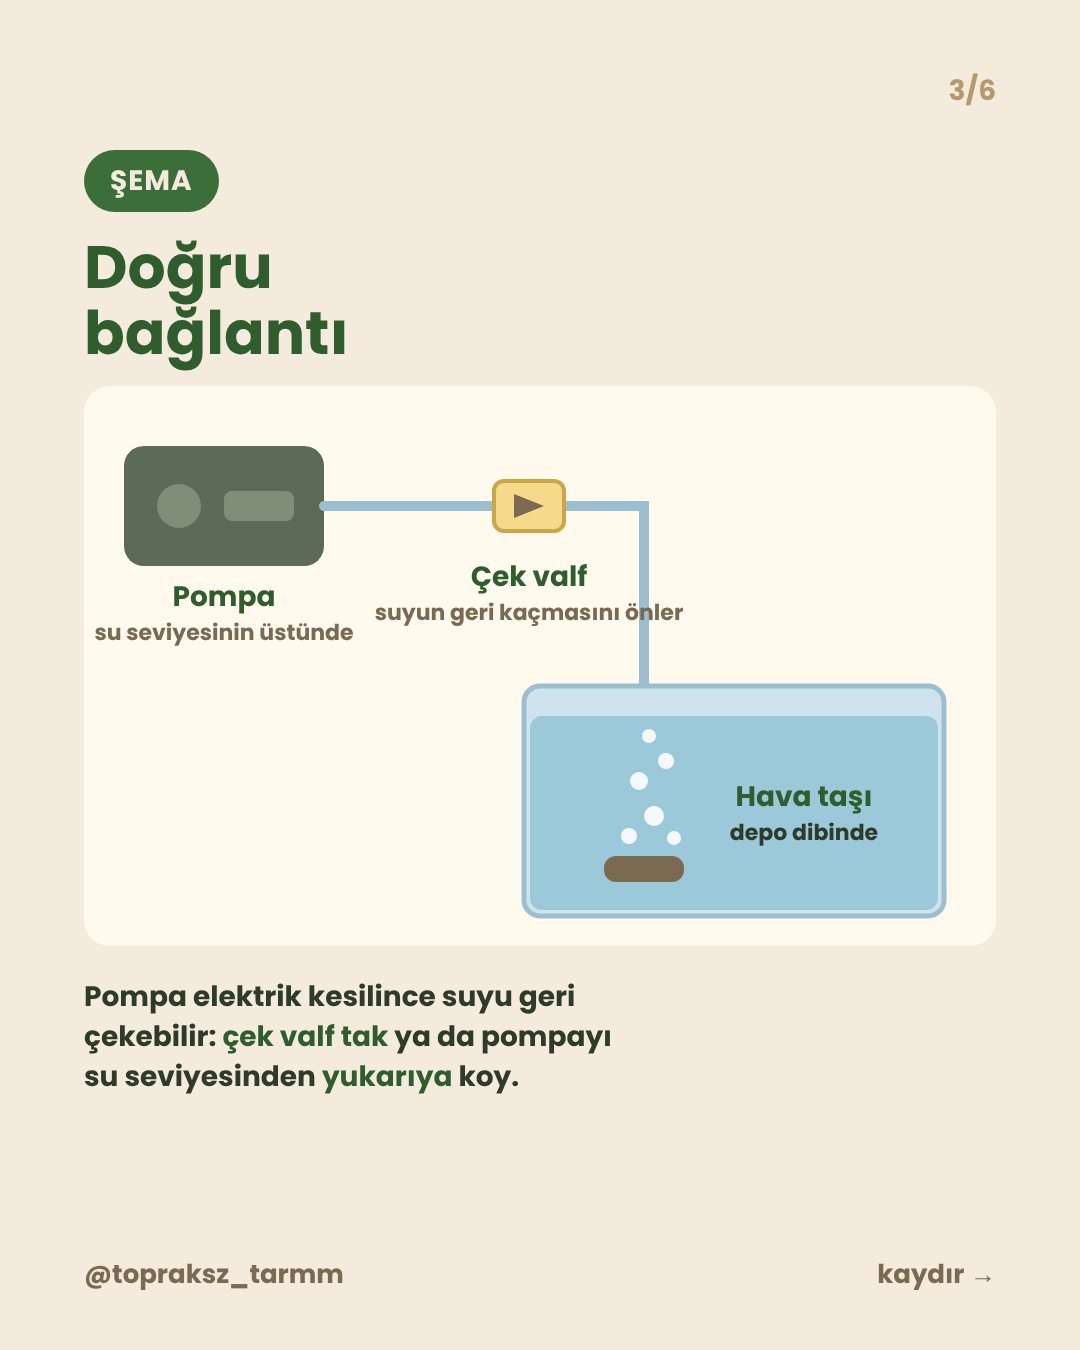 3/6
ŞEMA
Doğru
bağlantı
Pompa
su seviyesinin üstünde
Çek valf
suyun geri kaçmasını önler
Hava taşı
depo dibinde
Pompa elektrik kesilince suyu geri
çekebilir: çek valf tak ya da pompayı
su seviyesinden yukarıya koy.
@topraksz_tarmm
kaydır →